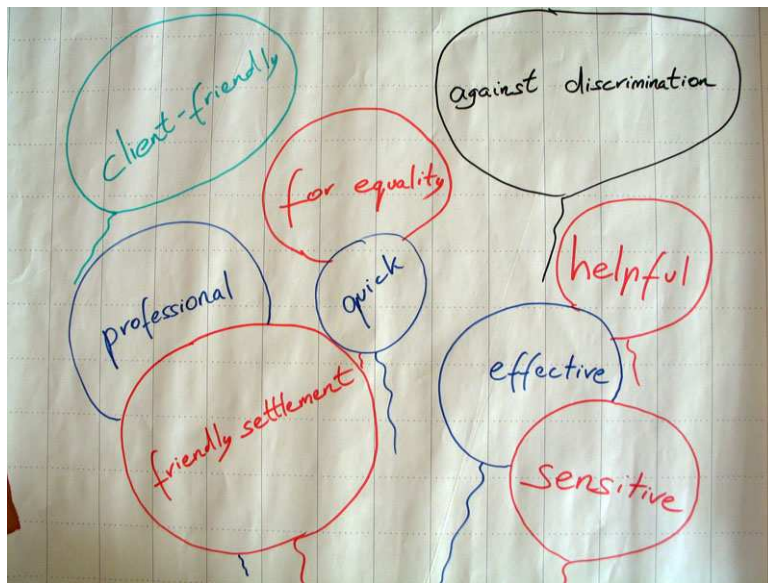 client-friendly
against discrimination
for equality
helpful
quick
professional
effective
friendly settlement
sensitive